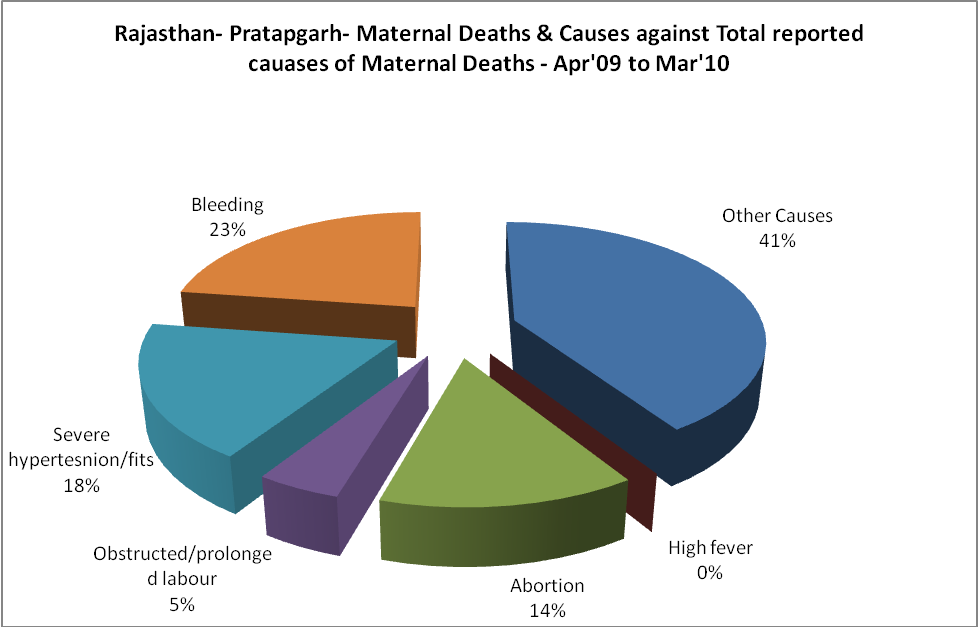 Rajasthan- Pratapgarh- Maternal Deaths & Causes against Total reported
cauases of Maternal Deaths - Apr'09 to Mar'10
Bleeding
23%
Other Causes
41%
Severe
hypertesnion/fits
18%
Obstructed/prolonge
d labour
5%
Abortion
14%
High fever
0%